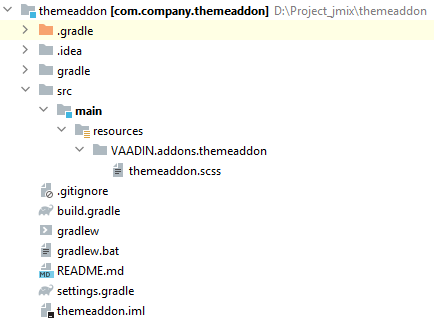 themeaddon [com.company.themeaddon] D:\Project_jmix\themeaddon
.gradle
.idea
gradle
src
main
resources
VAADIN.addons.themeaddon
themeaddon.scss
.gitignore
build.gradle
gradlew
gradlew.bat
MD README.md
settings.gradle
themeaddon.iml